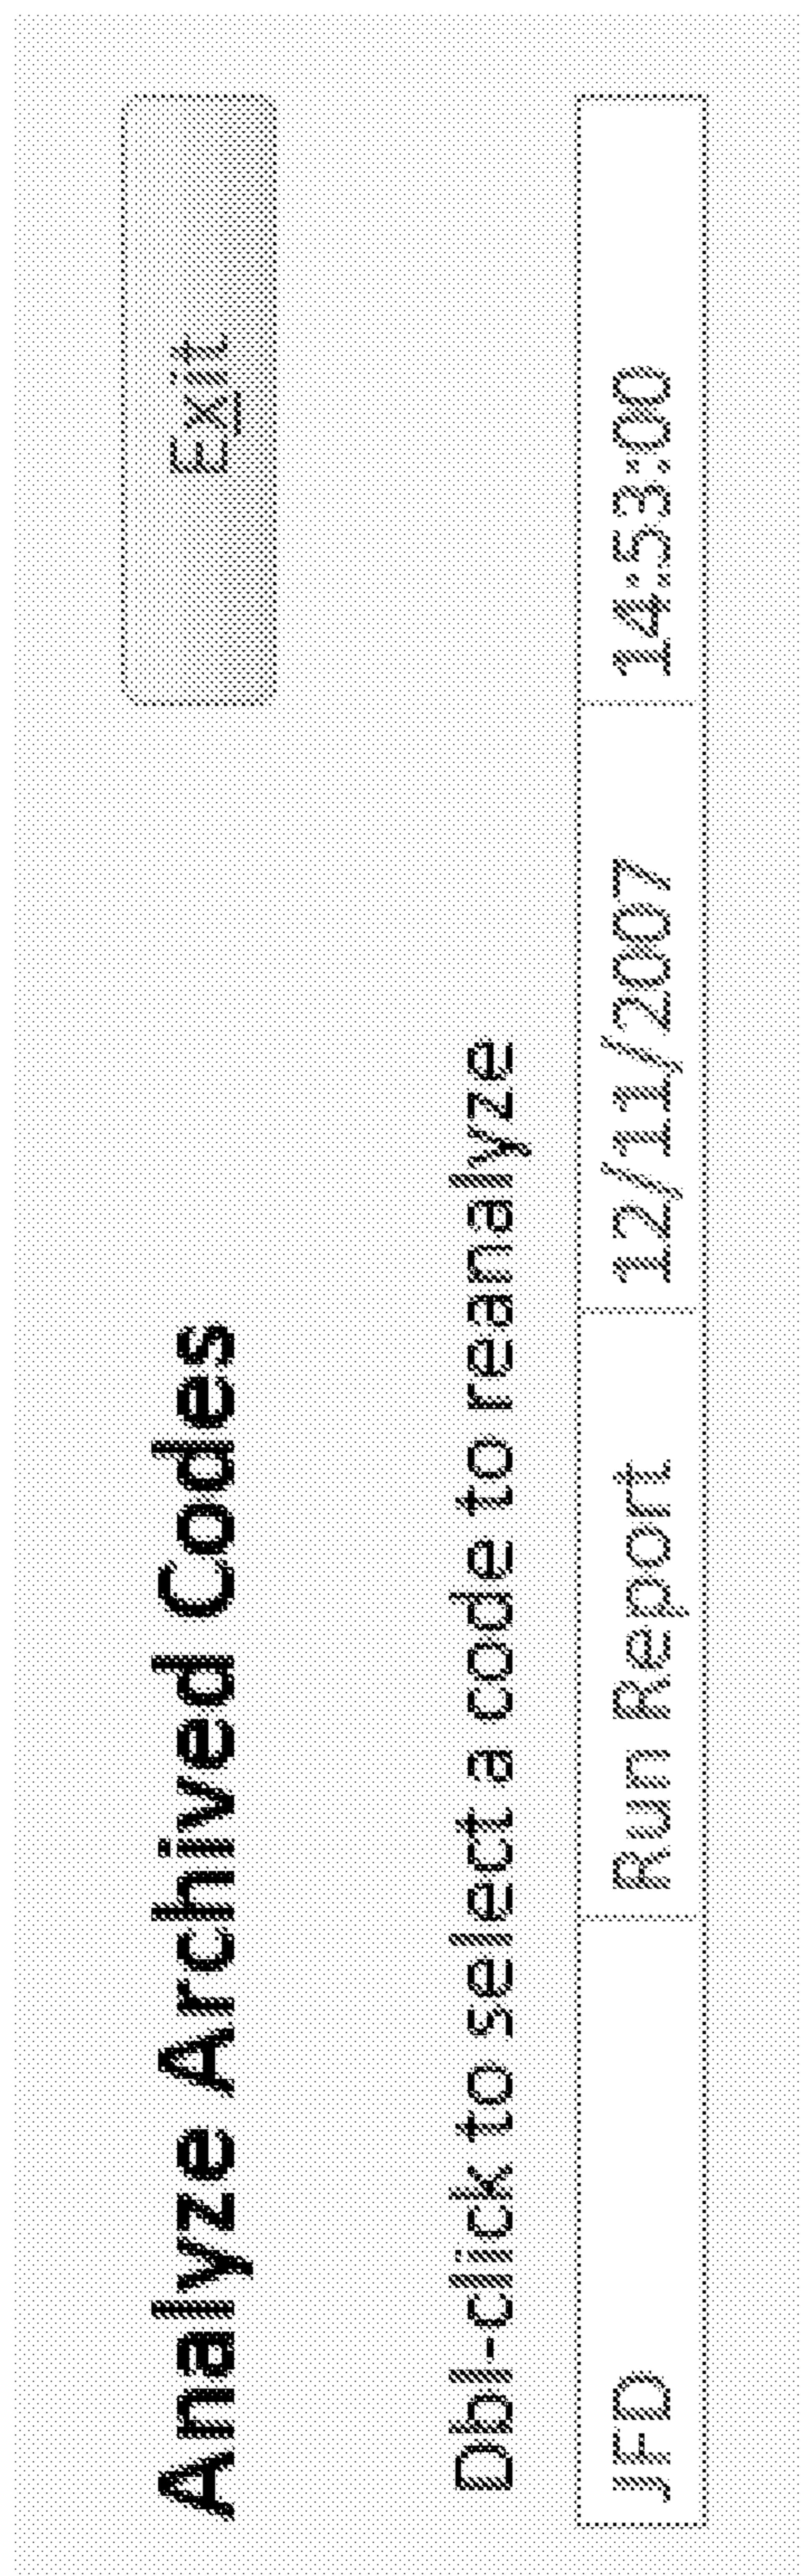 Analyze Archived Codes Exit
Dbl-click to select a code to reanalyze
JFD Run Report 12/11/2007 14:53:00